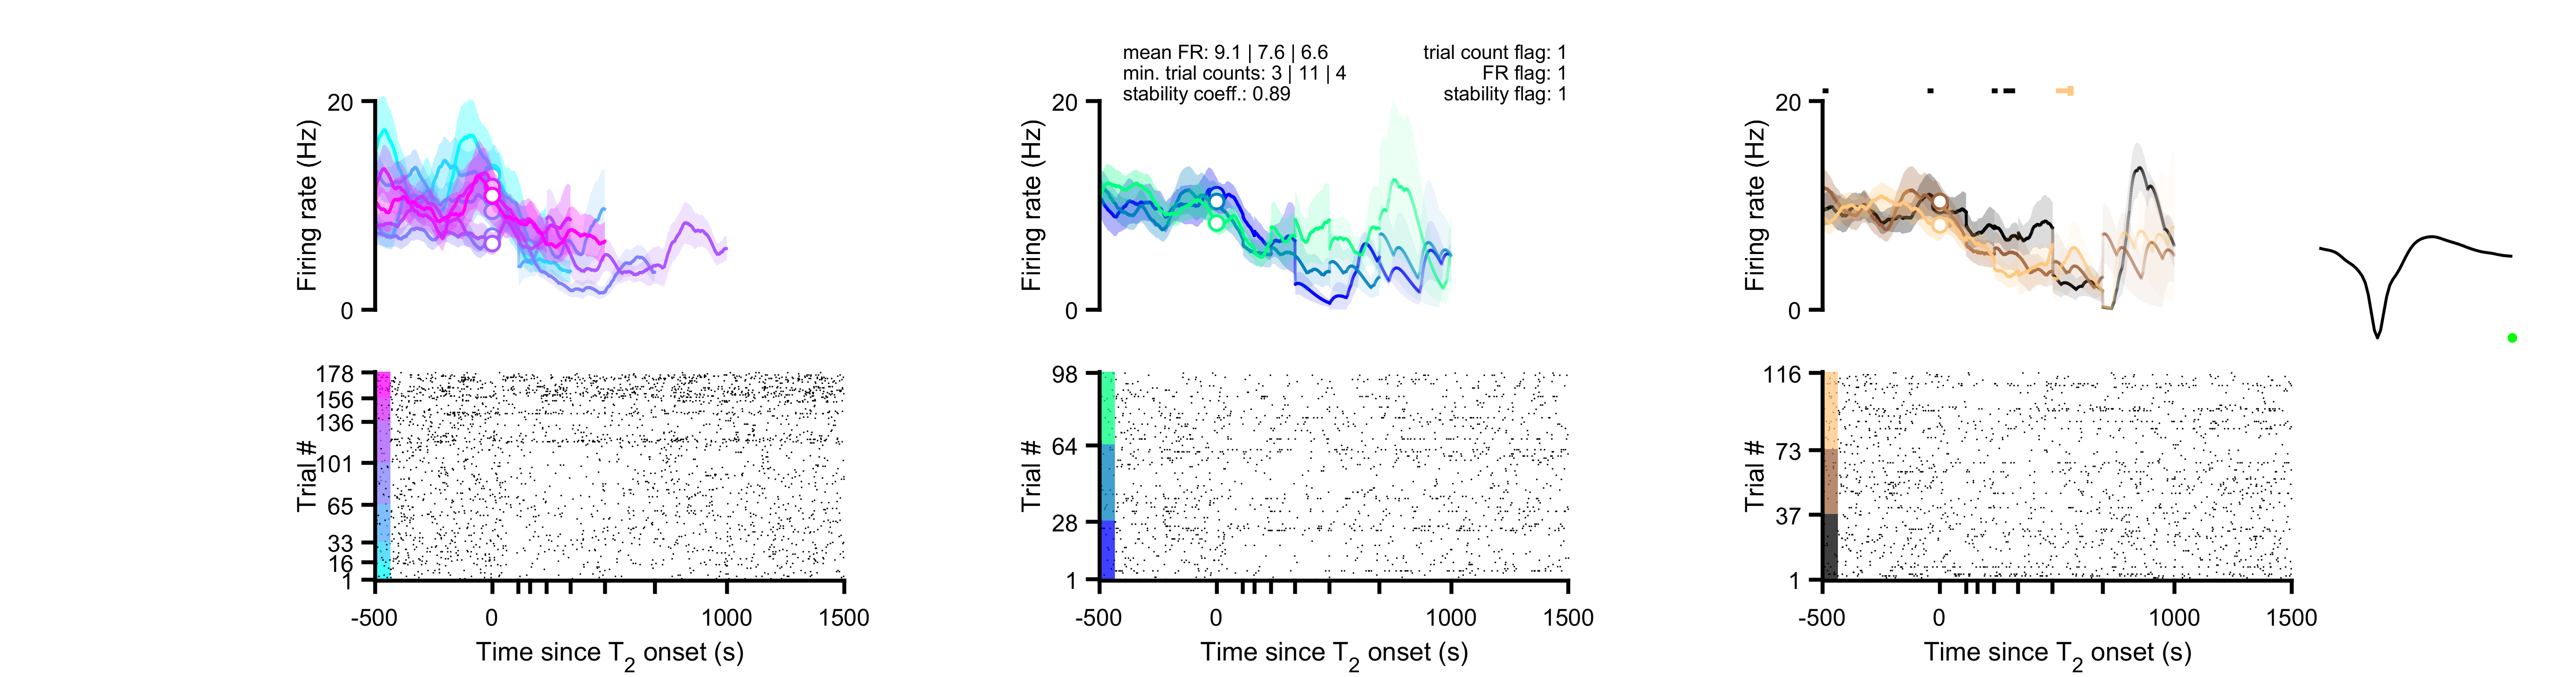 mean FR: 9.1 | 7.6 | 6.6
min. trial counts: 3 | 11 | 4
stability coeff.: 0.89
trial count flag: 1
FR flag: 1
stability flag: 1
20
Firing rate (Hz)
0
178
156
136
101
65
33
16
1
Trial #
-500
0
1000
1500
Time since T2 onset (s)
20
Firing rate (Hz)
0
98
64
28
1
Trial #
-500
0
1000
1500
Time since T2 onset (s)
20
Firing rate (Hz)
0
116
73
37
1
Trial #
-500
0
1000
1500
Time since T2 onset (s)